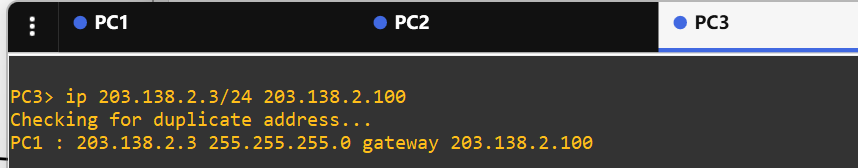 PC1
PC2
PC3
PC3> ip 203.138.2.3/24 203.138.2.100
Checking for duplicate address...
PC1 : 203.138.2.3 255.255.255.0 gateway 203.138.2.100